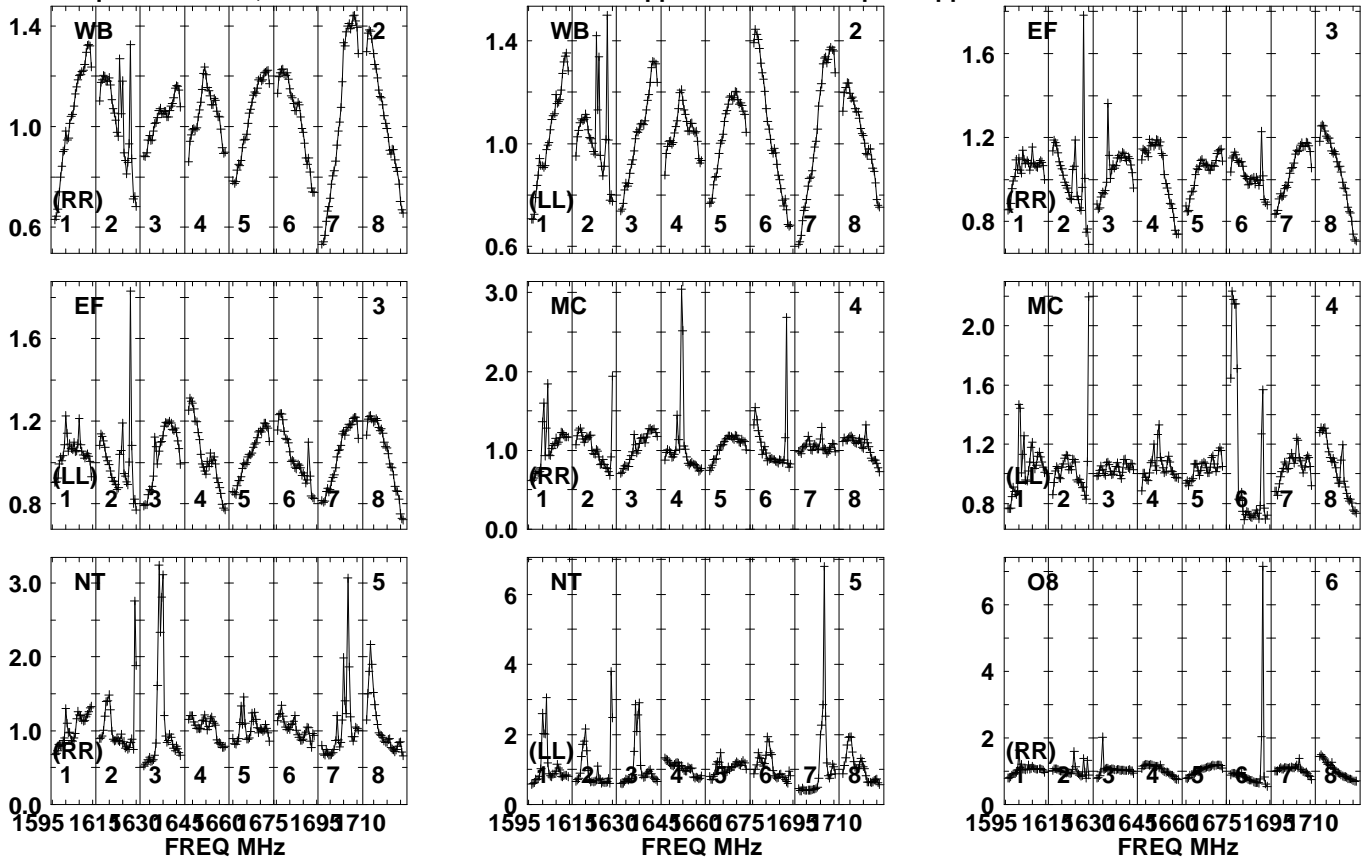 WB 2
1.4
1.0
0.6
(RR)
1 2 3 4 5 6 7 8
WB 2
1.4
1.0
0.6
(LL)
1 2 3 4 5 6 7 8
EF 3
1.6
1.2
0.8
(RR)
1 2 3 4 5 6 7 8
EF 3
1.6
1.2
0.8
(LL)
1 2 3 4 5 6 7 8
MC 4
3.0
2.0
1.0
0.0
(RR)
1 2 3 4 5 6 7 8
MC 4
2.0
1.6
1.2
0.8
(LL)
1 2 3 4 5 6 7 8
NT 5
3.0
2.0
1.0
0.0
(RR)
1 2 3 4 5 6 7 8
1595 1615 1630 1645 1660 1675 1695 1710
FREQ MHz
NT 5
6
4
2
0
(LL)
1 2 3 4 5 6 7 8
1595 1615 1630 1645 1660 1675 1695 1710
FREQ MHz
O8 6
6
4
2
0
(RR)
1 2 3 4 5 6 7 8
1595 1615 1630 1645 1660 1675 1695 1710
FREQ MHz